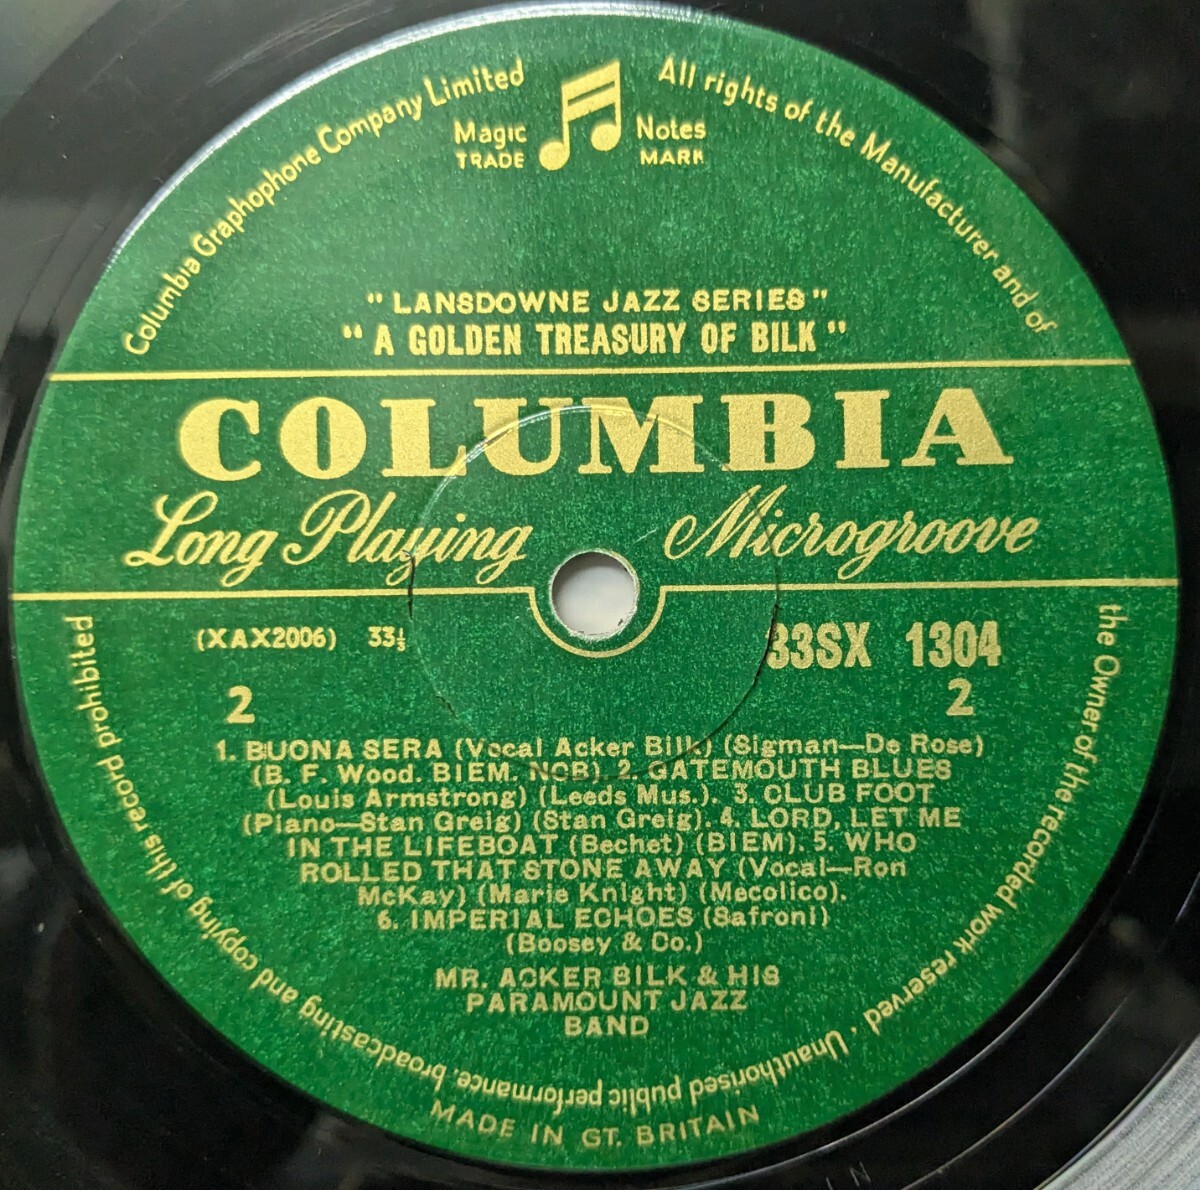 Columbia Graphophone Company Limited
All rights of the Manufacturer and of
the Owner of the recorded work reserved. Unauthorised public performance, broadcasting and copying of this record prohibited
Magic Notes
TRADE MARK
"LANSDOWNE JAZZ SERIES"
"A GOLDEN TREASURY OF BILK"
COLUMBIA
Long Playing Microgroove
(XAX2006) 33⅓ 33SX 1304
2 2
1. BUONA SERA (Vocal Acker Bilk) (Sigman—De Rose)
(B. F. Wood. BIEM. NCB). 2. GATEMOUTH BLUES
(Louis Armstrong) (Leeds Mus.). 3. CLUB FOOT
(Piano—Stan Greig) (Stan Greig). 4. LORD, LET ME
IN THE LIFEBOAT (Bechet) (BIEM). 5. WHO
ROLLED THAT STONE AWAY (Vocal—Ron
McKay) (Marie Knight) (Mecolico).
6. IMPERIAL ECHOES (Safroni)
(Boosey & Co.)
MR. ACKER BILK & HIS
PARAMOUNT JAZZ
BAND
MADE IN GT. BRITAIN